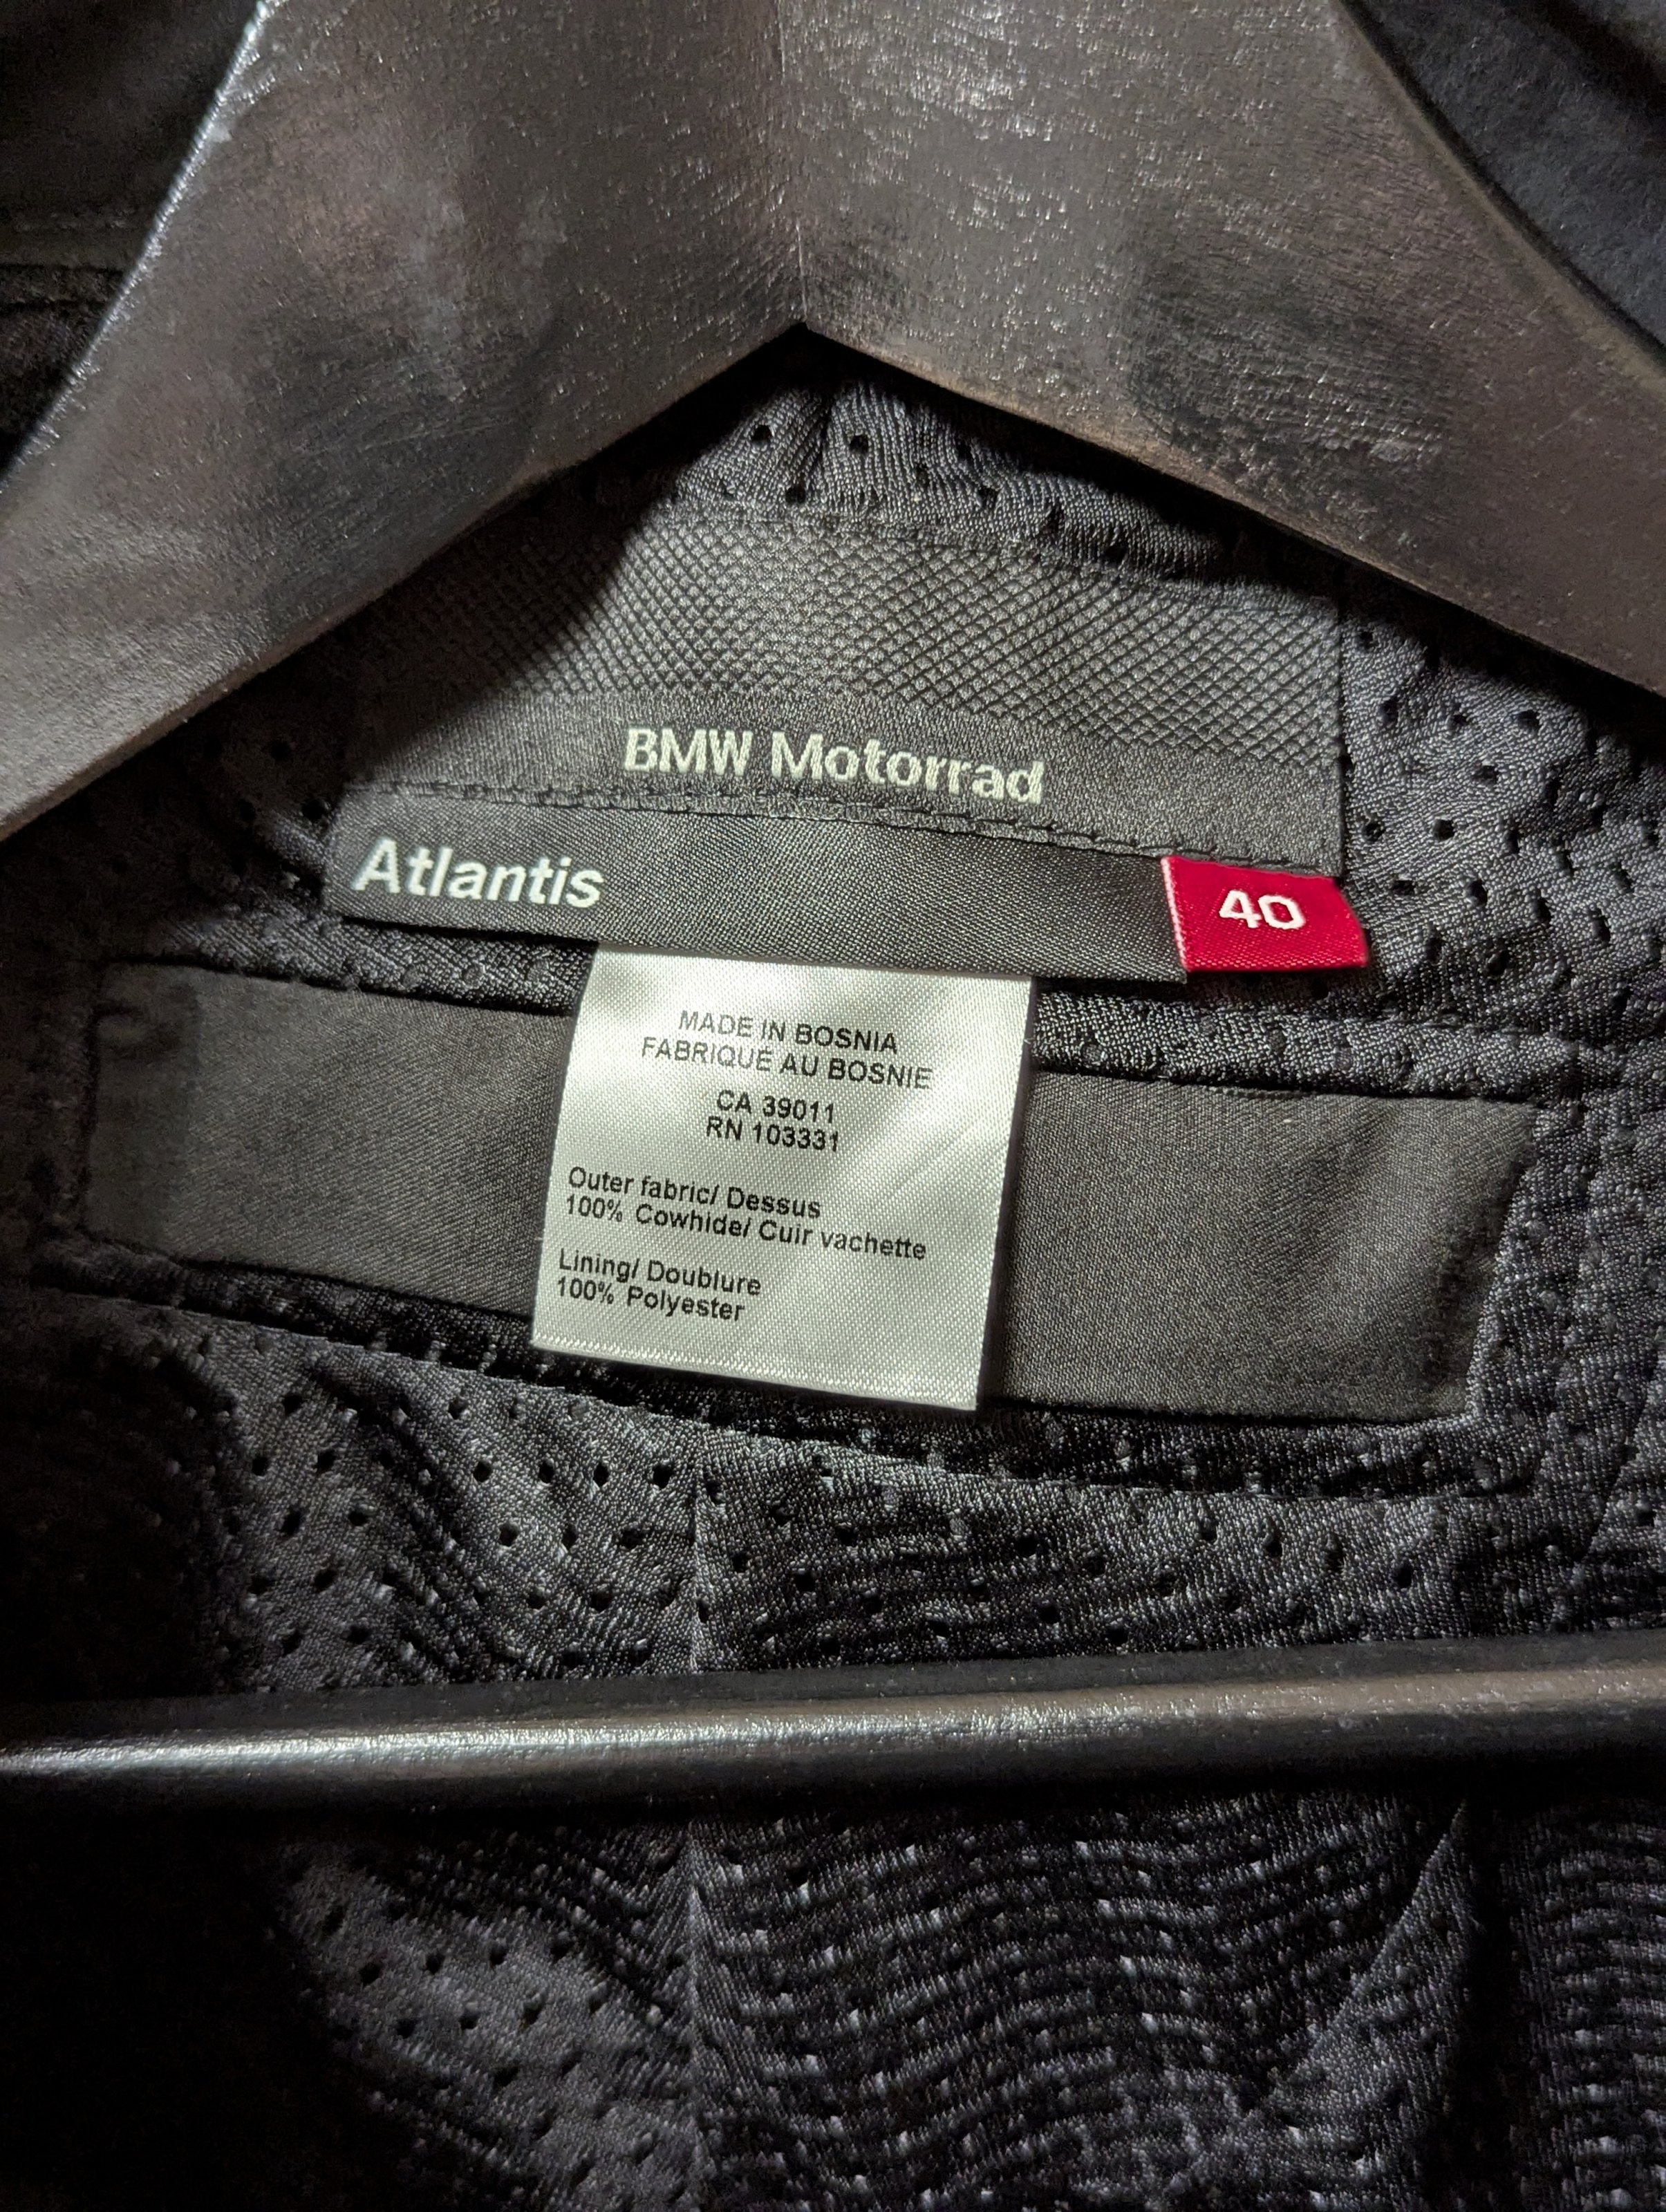 BMW Motorrad
Atlantis
40
MADE IN BOSNIA
FABRIQUÉ AU BOSNIE
CA 39011
RN 103331
Outer fabric/ Dessus
100% Cowhide/ Cuir vachette
Lining/ Doublure
100% Polyester